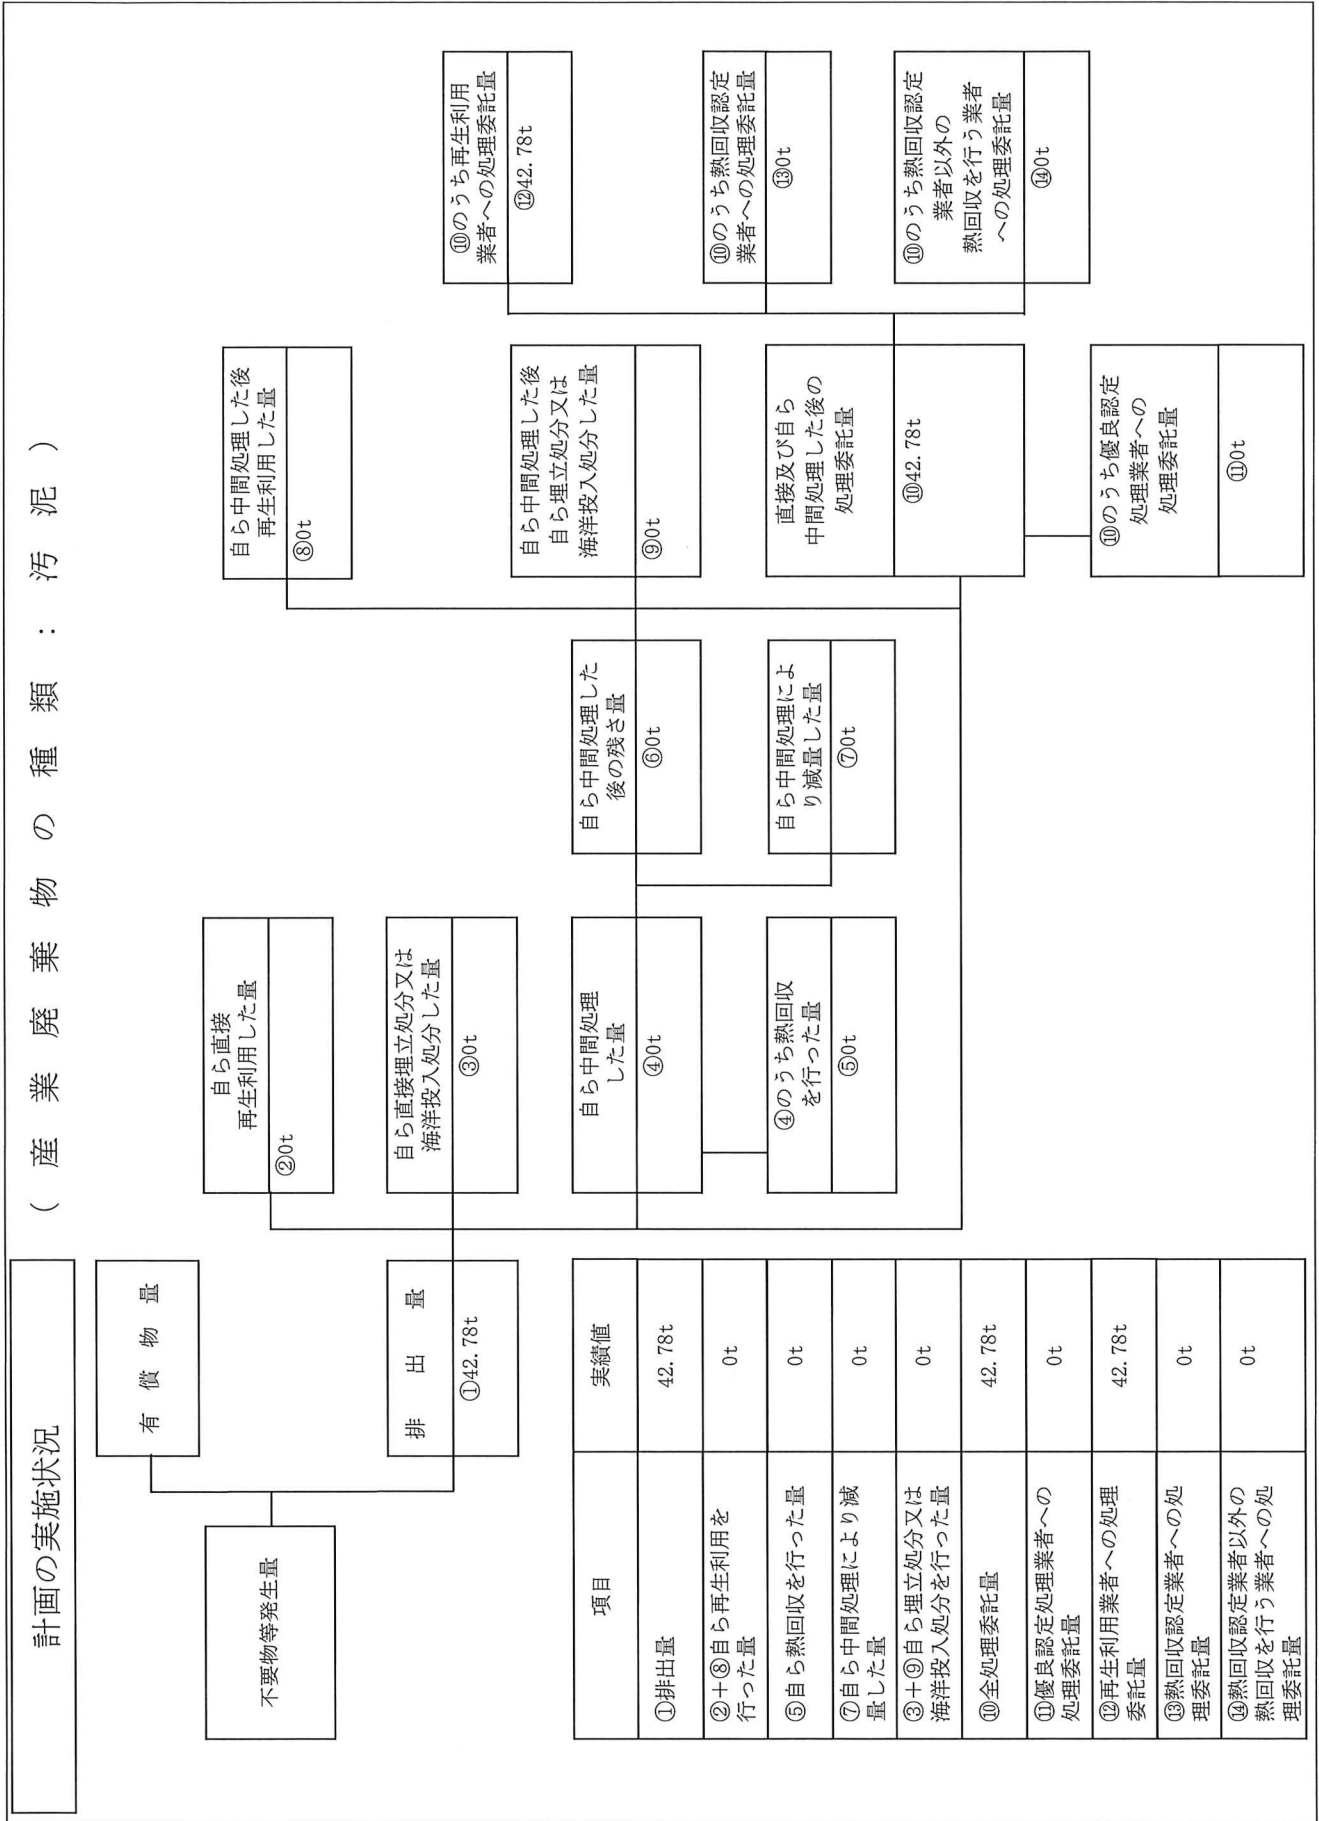 計画の実施状況
（ 産 業 廃 棄 物 の 種 類 ： 汚 泥 ）
不要物等発生量
有 償 物 量
排 出 量
①42.78t
自ら直接
再生利用した量
②0t
自ら直接埋立処分又は
海洋投入処分した量
③0t
自ら中間処理
した量
④0t
④のうち熱回収
を行った量
⑤0t
自ら中間処理した
後の残さ量
⑥0t
自ら中間処理によ
り減量した量
⑦0t
自ら中間処理した後
再生利用した量
⑧0t
自ら中間処理した後
自ら埋立処分又は
海洋投入処分した量
⑨0t
直接及び自ら
中間処理した後の
処理委託量
⑩42.78t
⑩のうち優良認定
処理業者への
処理委託量
⑪0t
⑩のうち再生利用
業者への処理委託量
⑫42.78t
⑩のうち熱回収認定
業者への処理委託量
⑬0t
⑩のうち熱回収認定
業者以外の
熱回収を行う業者
への処理委託量
⑭0t
項目 実績値
①排出量 42.78t
②＋⑧自ら再生利用を
行った量 0t
⑤自ら熱回収を行った量 0t
⑦自ら中間処理により減
量した量 0t
③＋⑨自ら埋立処分又は
海洋投入処分を行った量 0t
⑩全処理委託量 42.78t
⑪優良認定処理業者への
処理委託量 0t
⑫再生利用業者への処理
委託量 42.78t
⑬熱回収認定業者への処
理委託量 0t
⑭熱回収認定業者以外の
熱回収を行う業者への処
理委託量 0t